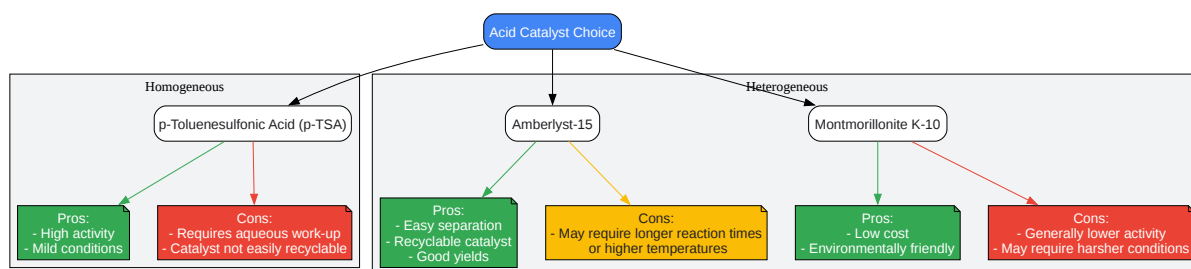 Acid Catalyst Choice
Homogeneous
Heterogeneous
p-Toluenesulfonic Acid (p-TSA)
Amberlyst-15
Montmorillonite K-10
Pros:
- High activity
- Mild conditions
Cons:
- Requires aqueous work-up
- Catalyst not easily recyclable
Pros:
- Easy separation
- Recyclable catalyst
- Good yields
Cons:
- May require longer reaction times
or higher temperatures
Pros:
- Low cost
- Environmentally friendly
Cons:
- Generally lower activity
- May require harsher conditions